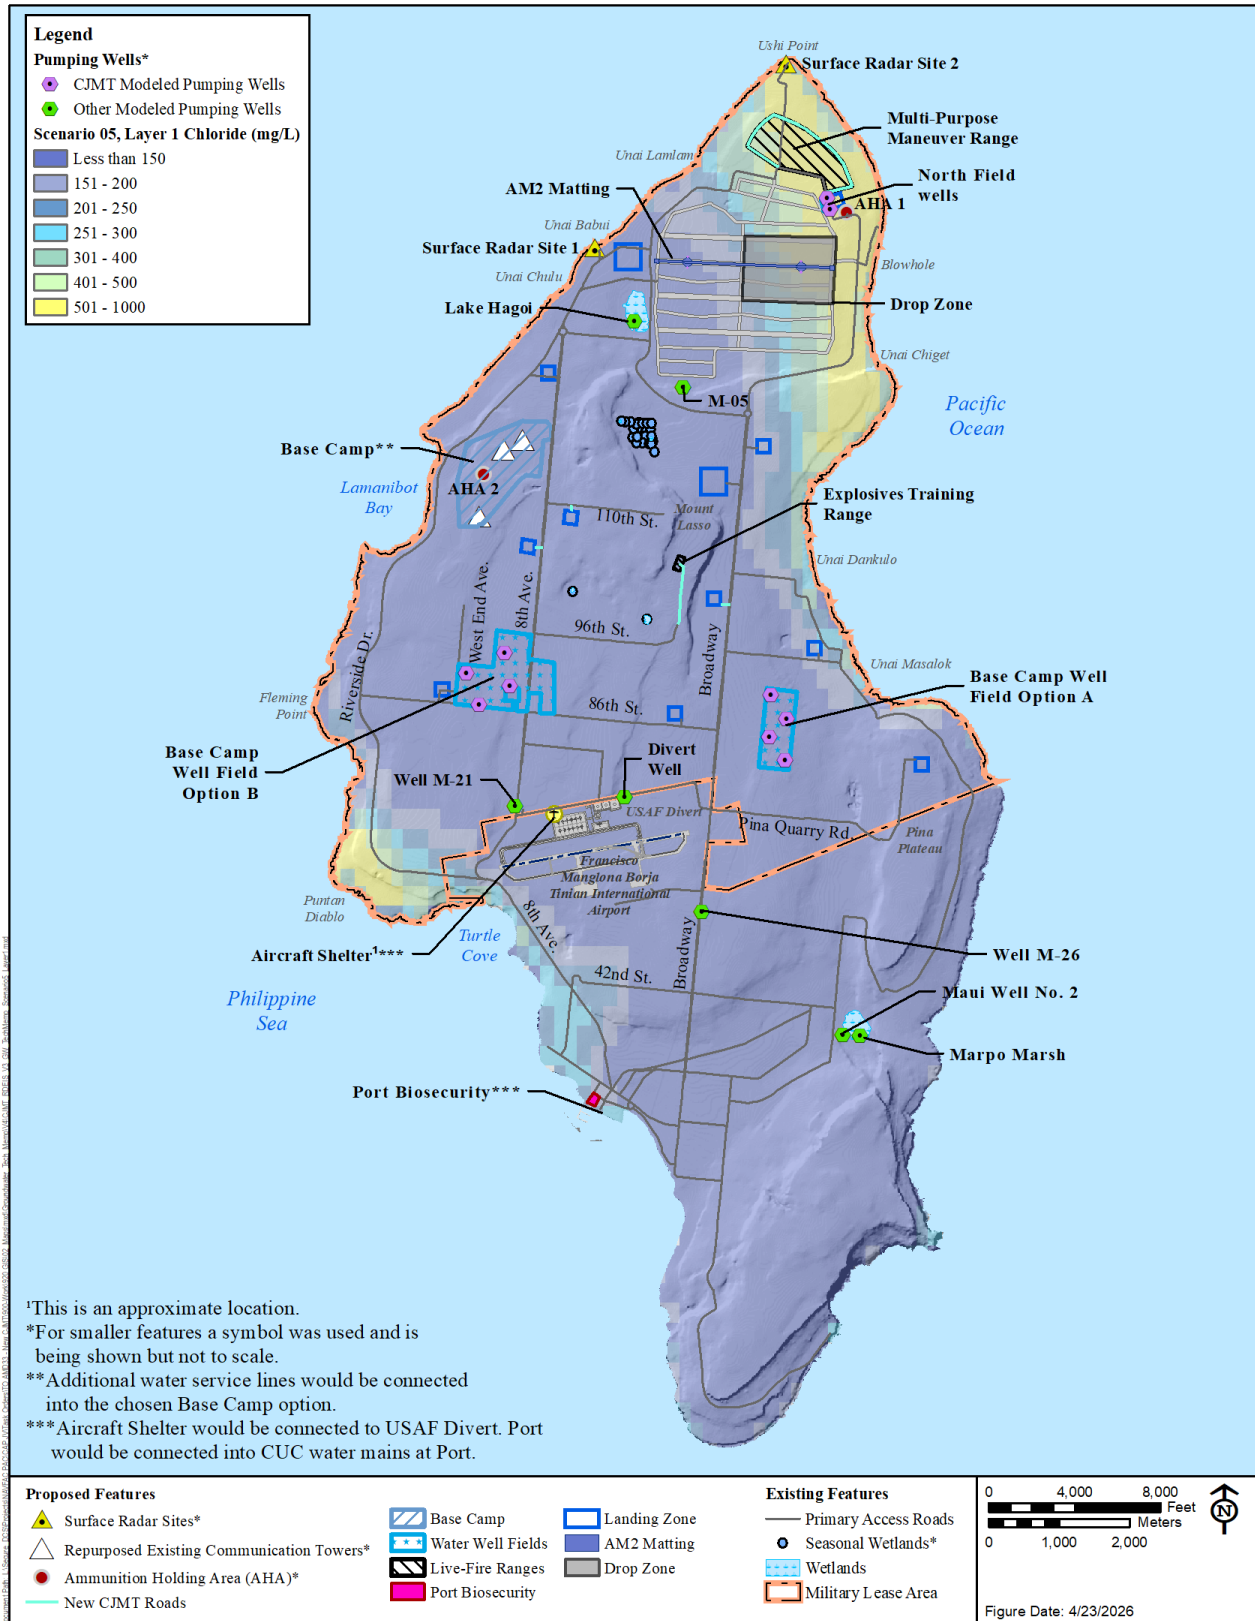 Legend
Pumping Wells*
CJMT Modeled Pumping Wells
Other Modeled Pumping Wells
Scenario 05, Layer 1 Chloride (mg/L)
Less than 150
151 - 200
201 - 250
251 - 300
301 - 400
401 - 500
501 - 1000
Ushi Point
Surface Radar Site 2
Multi-Purpose
Maneuver Range
Unai Lamlam
North Field
wells
AM2 Matting
AHA 1
Unai Babui
Surface Radar Site 1
Blowhole
Unai Chulu
Lake Hagoi
Drop Zone
Unai Chiget
M-05
Pacific
Ocean
Base Camp**
AHA 2
Lamanibot
Bay
Explosives Training
Range
110th St.
Mount
Lasso
Unai Dankulo
West End Ave.
8th Ave.
96th St.
Broadway
Riverside Dr.
Unai Masalok
Base Camp Well
Field Option A
Fleming
Point
86th St.
Base Camp
Well Field
Option B
Divert
Well
Well M-21
USAF Divert
Pina Quarry Rd.
Pina
Plateau
Francisco
Manglona Borja
Tinian International
Airport
Puntan
Diablo
8th Ave.
Turtle
Cove
Broadway
Aircraft Shelter¹***
Well M-26
42nd St.
Philippine
Sea
Maui Well No. 2
Marpo Marsh
Port Biosecurity***
¹This is an approximate location.
*For smaller features a symbol was used and is
being shown but not to scale.
**Additional water service lines would be connected
into the chosen Base Camp option.
***Aircraft Shelter would be connected to USAF Divert. Port
would be connected into CUC water mains at Port.
Proposed Features
Surface Radar Sites*
Repurposed Existing Communication Towers*
Ammunition Holding Area (AHA)*
New CJMT Roads
Base Camp
Water Well Fields
Live-Fire Ranges
Port Biosecurity
Landing Zone
AM2 Matting
Drop Zone
Existing Features
Primary Access Roads
Seasonal Wetlands*
Wetlands
Military Lease Area
0 4,000 8,000
Feet
Meters
0 1,000 2,000
N
Figure Date: 4/23/2026